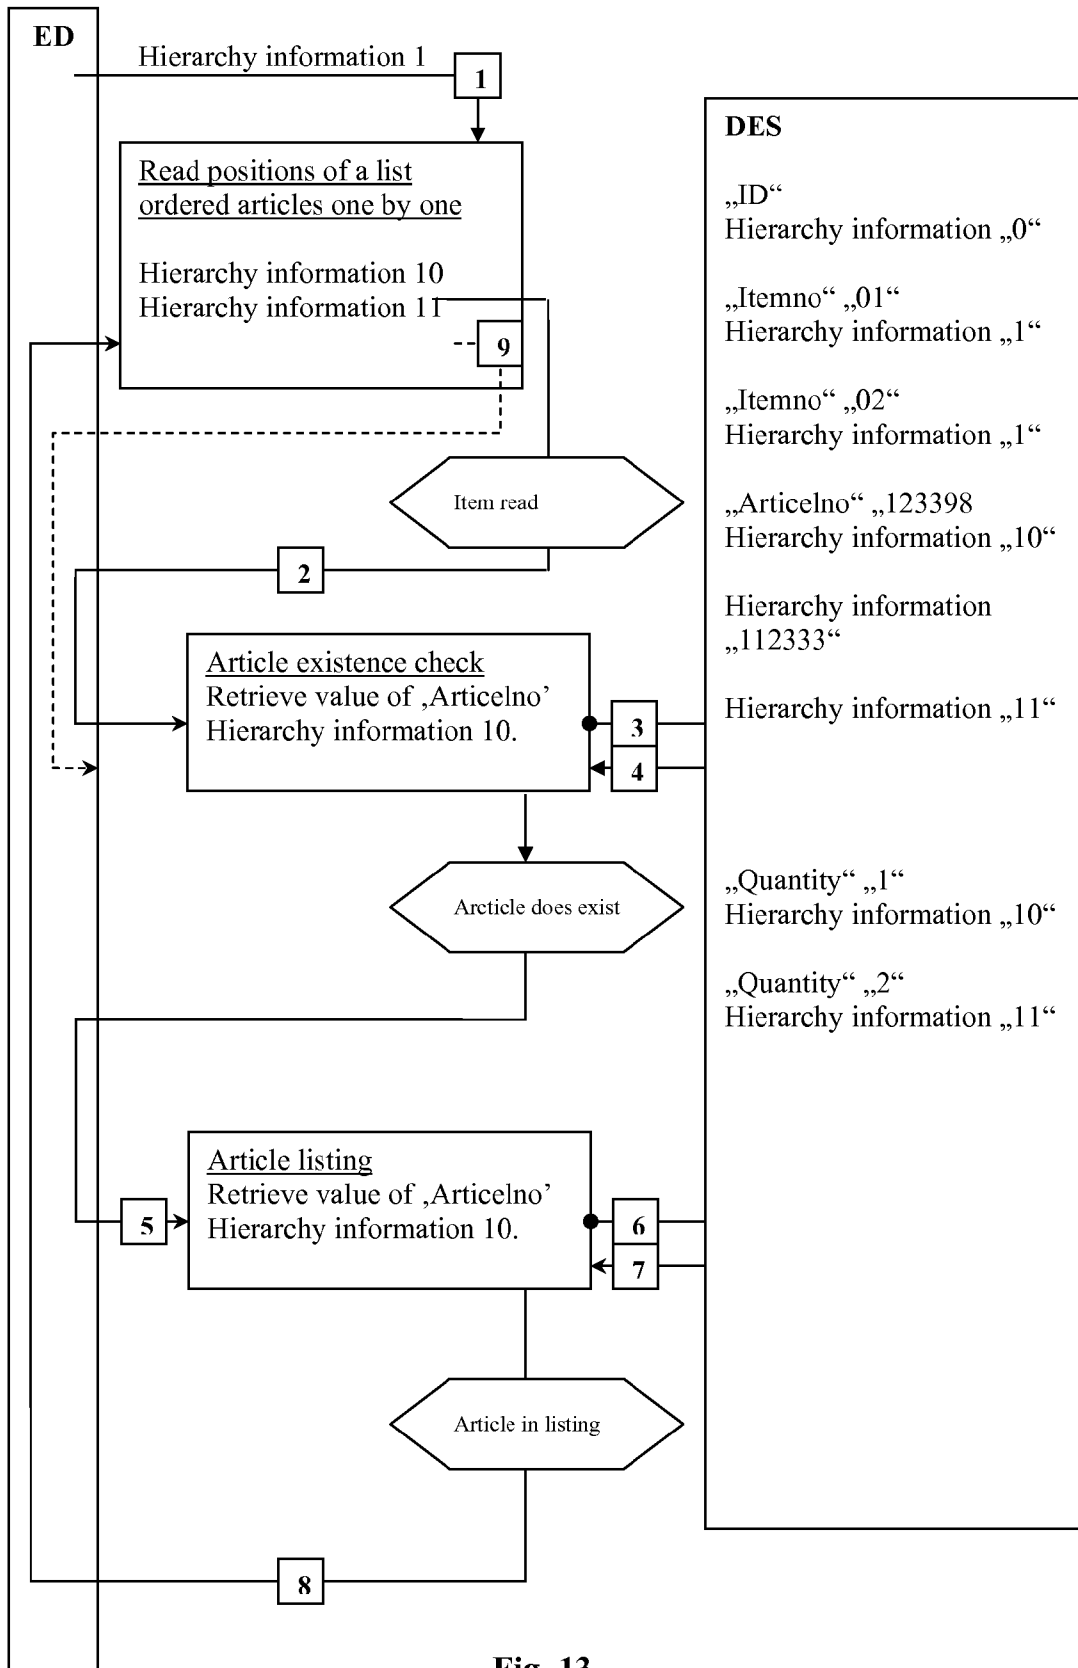 ED
Hierarchy information 1
1
Read positions of a list
ordered articles one by one
Hierarchy information 10
Hierarchy information 11
9
Item read
2
Article existence check
Retrieve value of ‚Articelno’
Hierarchy information 10.
3
4
Arcticle does exist
Article listing
Retrieve value of ‚Articelno’
Hierarchy information 10.
5
6
7
Article in listing
8
DES
„ID“
Hierarchy information „0“
„Itemno“ „01“
Hierarchy information „1“
„Itemno“ „02“
Hierarchy information „1“
„Articelno“ „123398
Hierarchy information „10“
Hierarchy information
„112333“
Hierarchy information „11“
„Quantity“ „1“
Hierarchy information „10“
„Quantity“ „2“
Hierarchy information „11“
Fig. 13